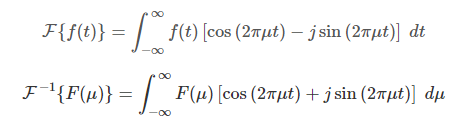 ℱ{f(t)} = ∫_{-∞}^{∞} f(t) [cos (2πμt) − j sin (2πμt)] dt
ℱ⁻¹{F(μ)} = ∫_{-∞}^{∞} F(μ) [cos (2πμt) + j sin (2πμt)] dμ